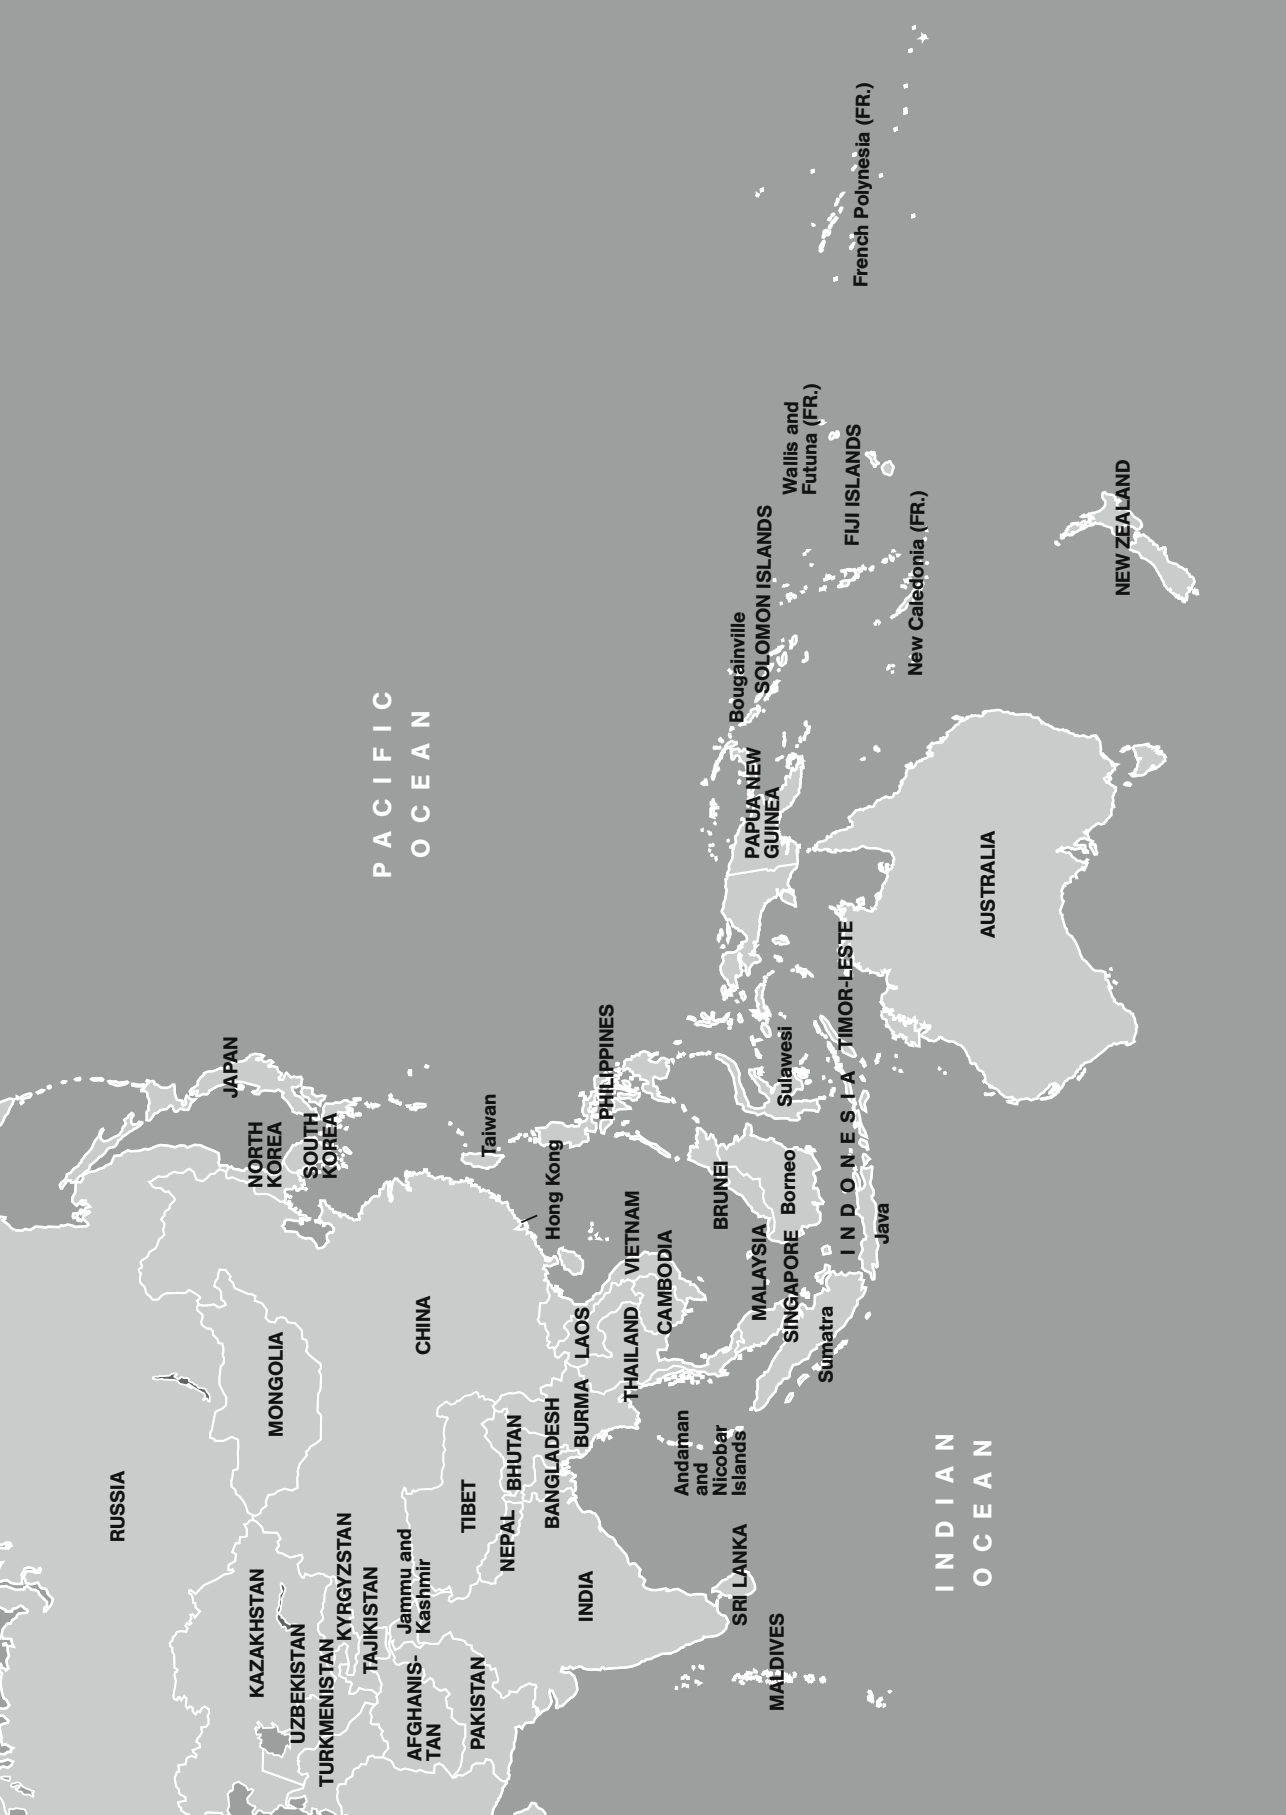 RUSSIA
JAPAN
NORTH
KOREA
SOUTH
KOREA
KAZAKHSTAN
MONGOLIA
UZBEKISTAN
TURKMENISTAN
KYRGYZSTAN
TAJIKISTAN
PACIFIC
OCEAN
Jammu and
Kashmir
AFGHANIS-
TAN
CHINA
TIBET
PAKISTAN
Taiwan
NEPAL
BHUTAN
BANGLADESH
Hong Kong
INDIA
BURMA
LAOS
PHILIPPINES
THAILAND
VIETNAM
CAMBODIA
Andaman
and
Nicobar
Islands
BRUNEI
SRI LANKA
MALAYSIA
Bougainville
PAPUA NEW
GUINEA
SOLOMON ISLANDS
MALDIVES
SINGAPORE
Borneo
Sulawesi
Wallis and
Futuna (FR.)
Sumatra
INDONESIA
TIMOR-LESTE
FIJI ISLANDS
French Polynesia (FR.)
Java
New Caledonia (FR.)
INDIAN
OCEAN
AUSTRALIA
NEW ZEALAND